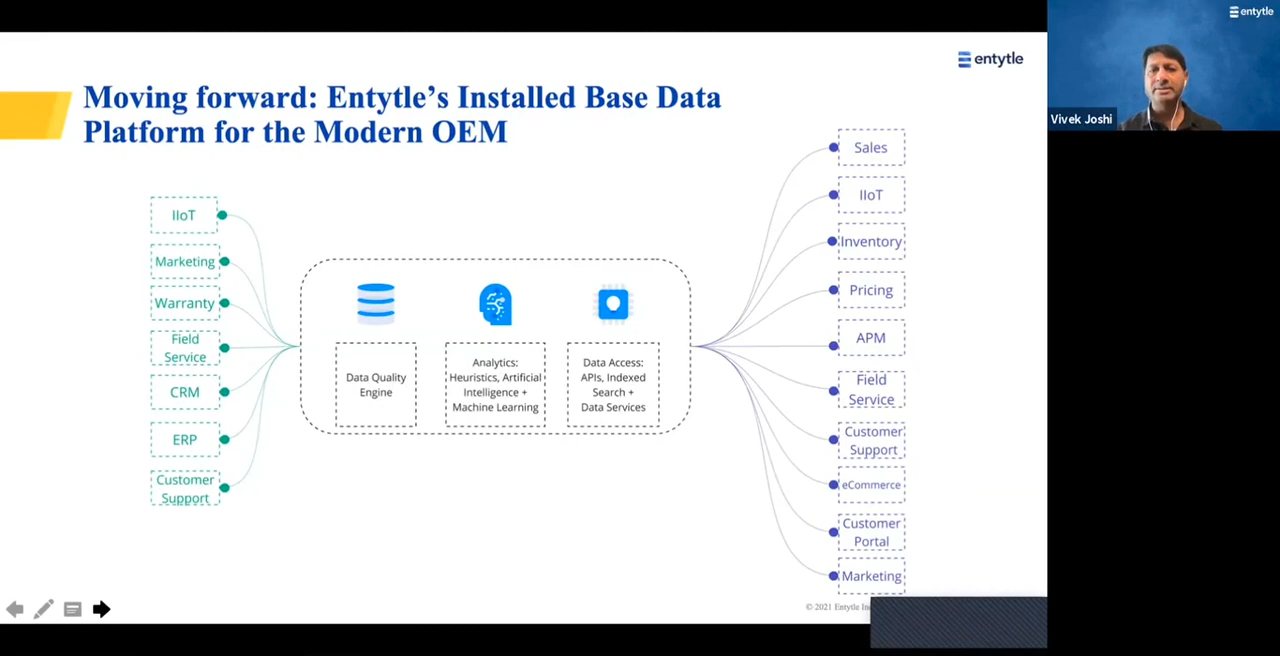 entytle
entytle
Moving forward: Entytle's Installed Base Data
Platform for the Modern OEM
Vivek Joshi
IIoT
Marketing
Warranty
Field
Service
CRM
ERP
Customer
Support
Data Quality
Engine
Analytics:
Heuristics, Artificial
Intelligence +
Machine Learning
Data Access:
APIs, Indexed
Search +
Data Services
Sales
IIoT
Inventory
Pricing
APM
Field
Service
Customer
Support
eCommerce
Customer
Portal
Marketing
© 2021 Entytle